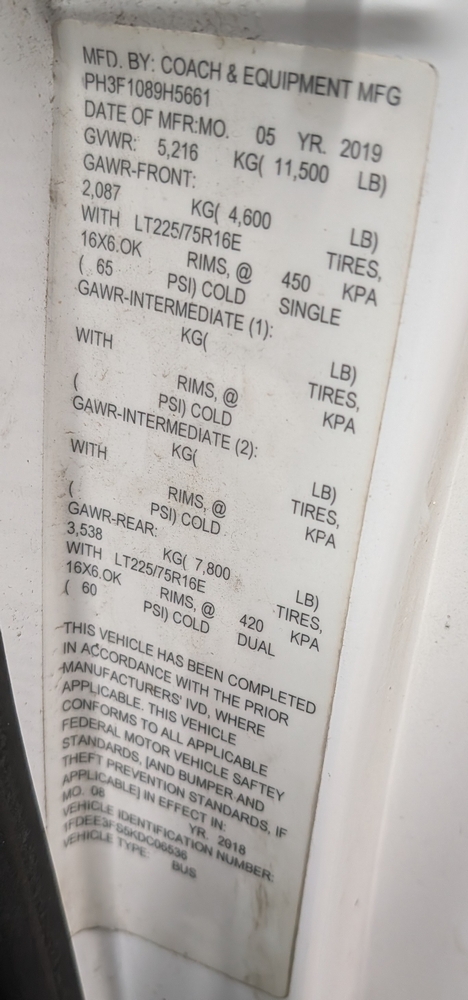 MFD. BY: COACH & EQUIPMENT MFG
PH3F1089H5661
DATE OF MFR:MO. 05 YR. 2019
GVWR: 5,216 KG( 11,500 LB)
GAWR-FRONT:
2,087 KG( 4,600 LB)
WITH LT225/75R16E TIRES,
16X6.OK RIMS, @ 450 KPA
( 65 PSI) COLD SINGLE
GAWR-INTERMEDIATE (1):
KG( LB)
WITH TIRES,
RIMS, @ KPA
( PSI) COLD
GAWR-INTERMEDIATE (2):
KG( LB)
WITH TIRES,
RIMS, @ KPA
( PSI) COLD
GAWR-REAR:
3,538 KG( 7,800 LB)
WITH LT225/75R16E TIRES,
16X6.OK RIMS, @ 420 KPA
( 60 PSI) COLD DUAL
THIS VEHICLE HAS BEEN COMPLETED
IN ACCORDANCE WITH THE PRIOR
MANUFACTURERS' IVD, WHERE
APPLICABLE. THIS VEHICLE
CONFORMS TO ALL APPLICABLE
FEDERAL MOTOR VEHICLE SAFTEY
STANDARDS, [AND BUMPER AND
THEFT PREVENTION STANDARDS, IF
APPLICABLE] IN EFFECT IN:
MO. 08 YR. 2018
VEHICLE IDENTIFICATION NUMBER:
VEHICLE TYPE: BUS